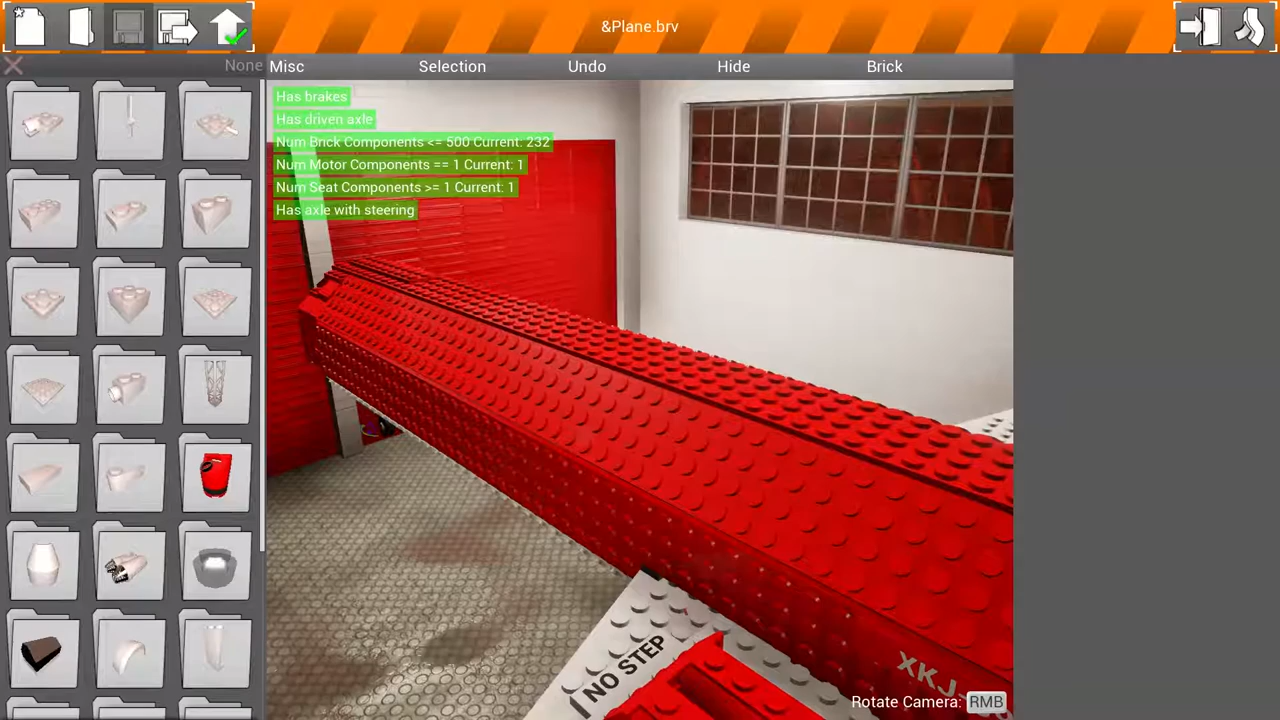 &Plane.brv
None
Misc Selection Undo Hide Brick
Has brakes
Has driven axle
Num Brick Components <= 500 Current: 232
Num Motor Components == 1 Current: 1
Num Seat Components >= 1 Current: 1
Has axle with steering
NO STEP
Rotate Camera: RMB